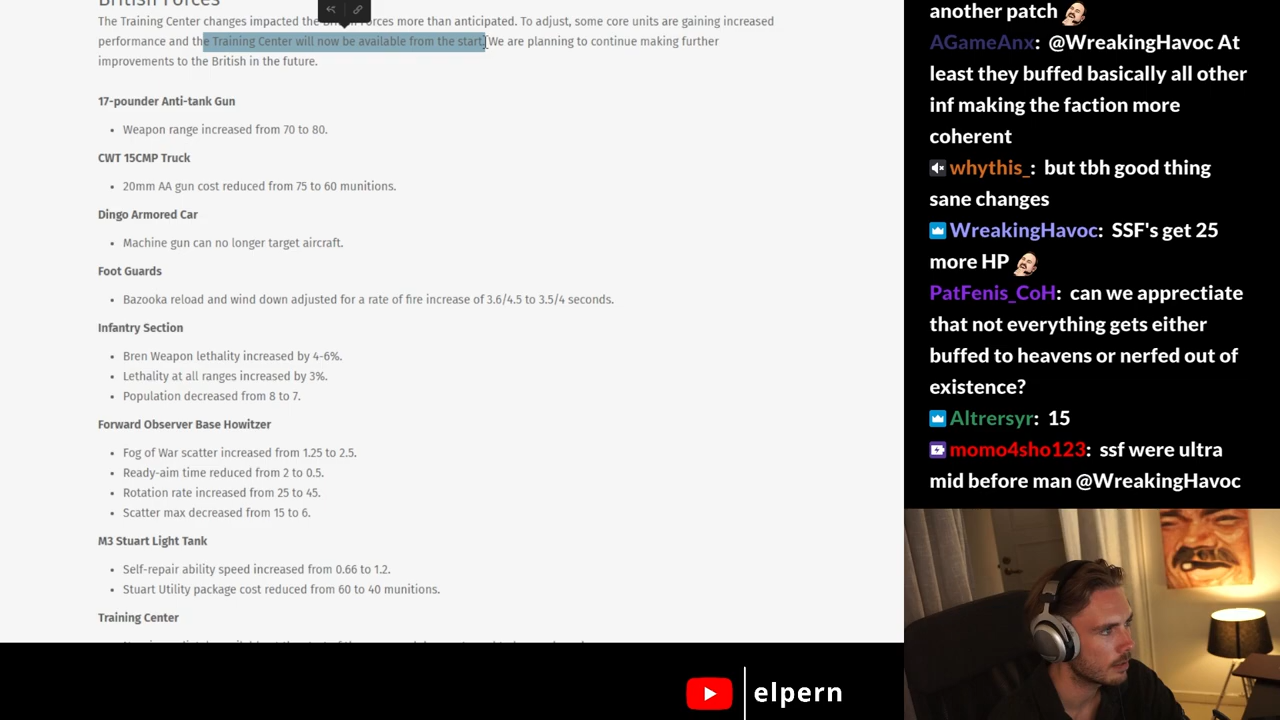 British Forces
The Training Center changes impacted the British Forces more than anticipated. To adjust, some core units are gaining increased
performance and the Training Center will now be available from the start. We are planning to continue making further
improvements to the British in the future.
17-pounder Anti-tank Gun
• Weapon range increased from 70 to 80.
CWT 15CMP Truck
• 20mm AA gun cost reduced from 75 to 60 munitions.
Dingo Armored Car
• Machine gun can no longer target aircraft.
Foot Guards
• Bazooka reload and wind down adjusted for a rate of fire increase of 3.6/4.5 to 3.5/4 seconds.
Infantry Section
• Bren Weapon lethality increased by 4-6%.
• Lethality at all ranges increased by 3%.
• Population decreased from 8 to 7.
Forward Observer Base Howitzer
• Fog of War scatter increased from 1.25 to 2.5.
• Ready-aim time reduced from 2 to 0.5.
• Rotation rate increased from 25 to 45.
• Scatter max decreased from 15 to 6.
M3 Stuart Light Tank
• Self-repair ability speed increased from 0.66 to 1.2.
• Stuart Utility package cost reduced from 60 to 40 munitions.
Training Center
another patch
AGameAnx: @WreakingHavoc At
least they buffed basically all other
inf making the faction more
coherent
whythis_: but tbh good thing
sane changes
WreakingHavoc: SSF's get 25
more HP
PatFenis_CoH: can we apprectiate
that not everything gets either
buffed to heavens or nerfed out of
existence?
Altrersyr: 15
momo4sho123: ssf were ultra
mid before man @WreakingHavoc
elpern